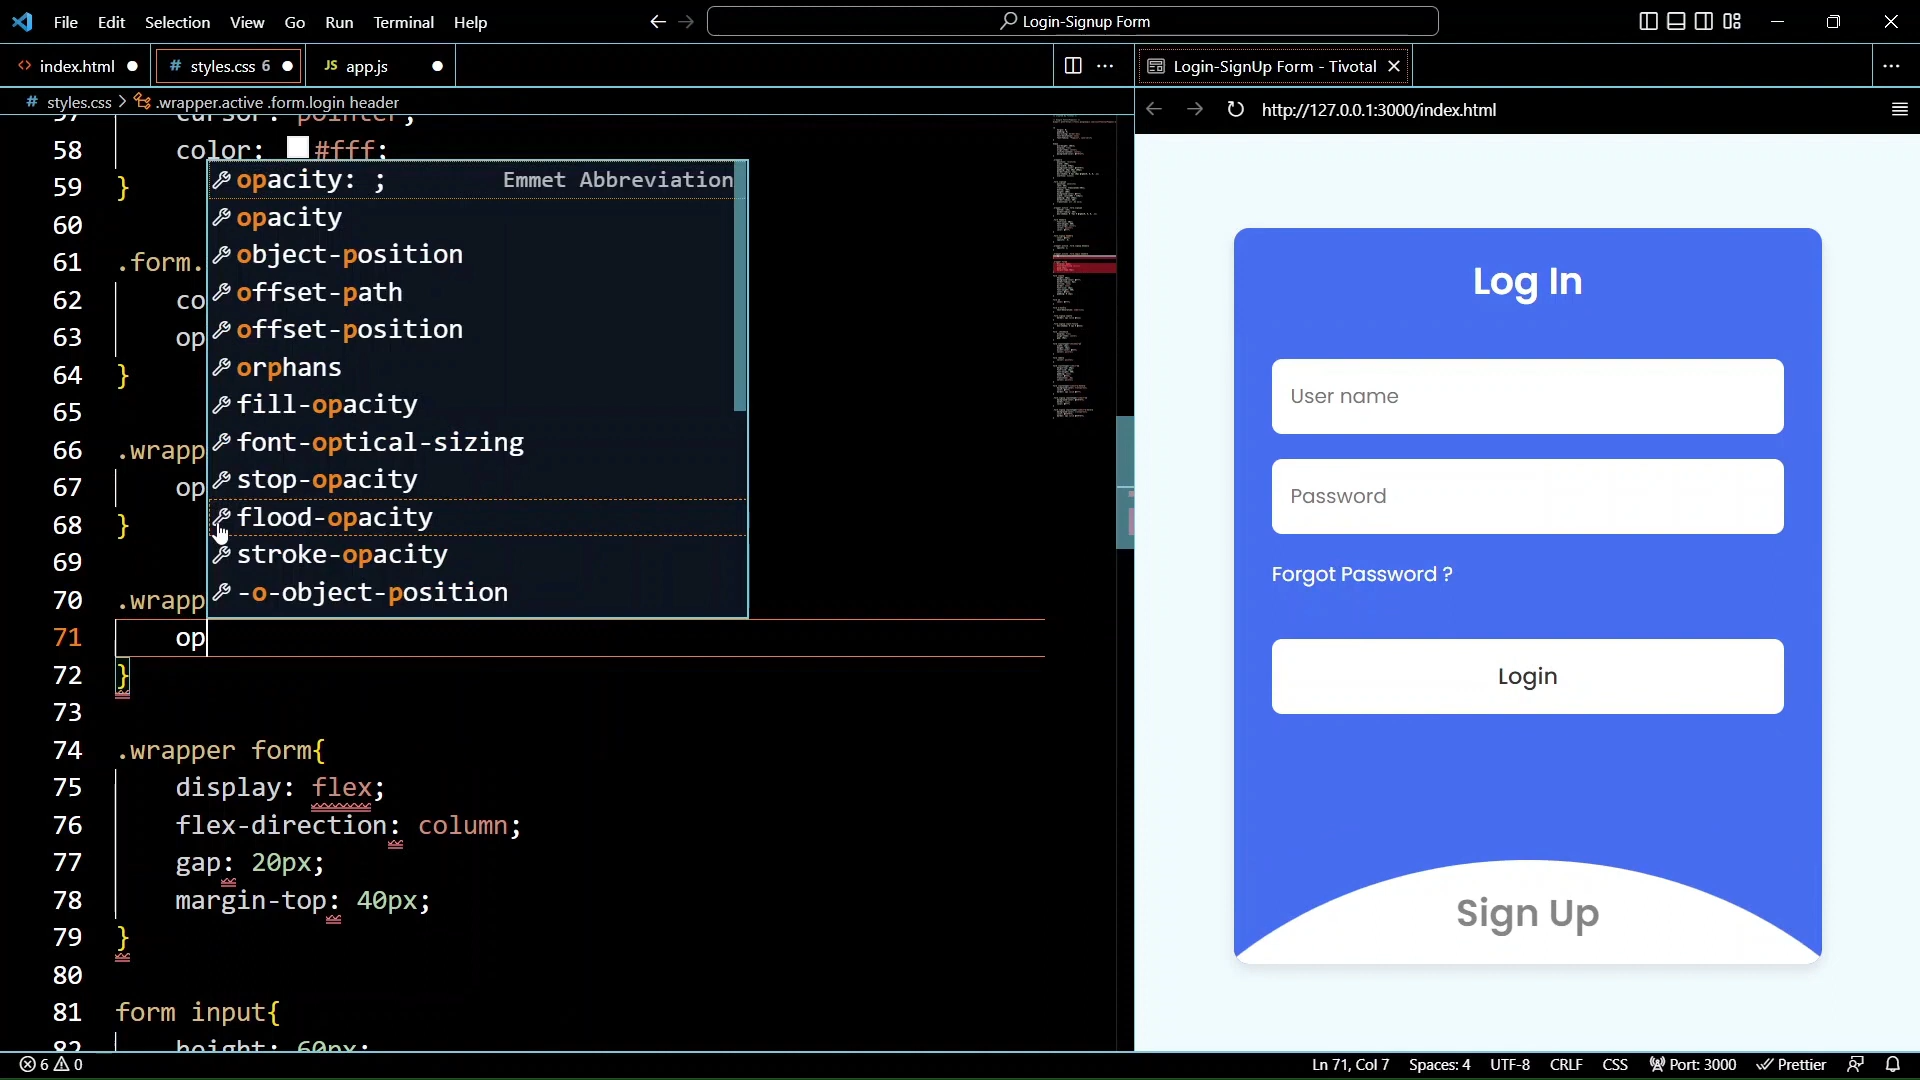 File Edit Selection View Go Run Terminal Help
Login-Signup Form
index.html
styles.css 6
JS app.js
Login-SignUp Form - Tivotal
# styles.css > .wrapper.active .form.login header
http://127.0.0.1:3000/index.html
57 cursor: pointer;
58 color: #fff;
59 }
60
61 .form.
62 co
63 op
64 }
65
66 .wrapp
67 op
68 }
69
70 .wrapp
71 op
72 }
73
74 .wrapper form{
75 display: flex;
76 flex-direction: column;
77 gap: 20px;
78 margin-top: 40px;
79 }
80
81 form input{
82 height: 60px;
opacity: ; Emmet Abbreviation
opacity
object-position
offset-path
offset-position
orphans
fill-opacity
font-optical-sizing
stop-opacity
flood-opacity
stroke-opacity
-o-object-position
Log In
User name
Password
Forgot Password ?
Login
Sign Up
6 0
Ln 71, Col 7 Spaces: 4 UTF-8 CRLF CSS Port: 3000 Prettier